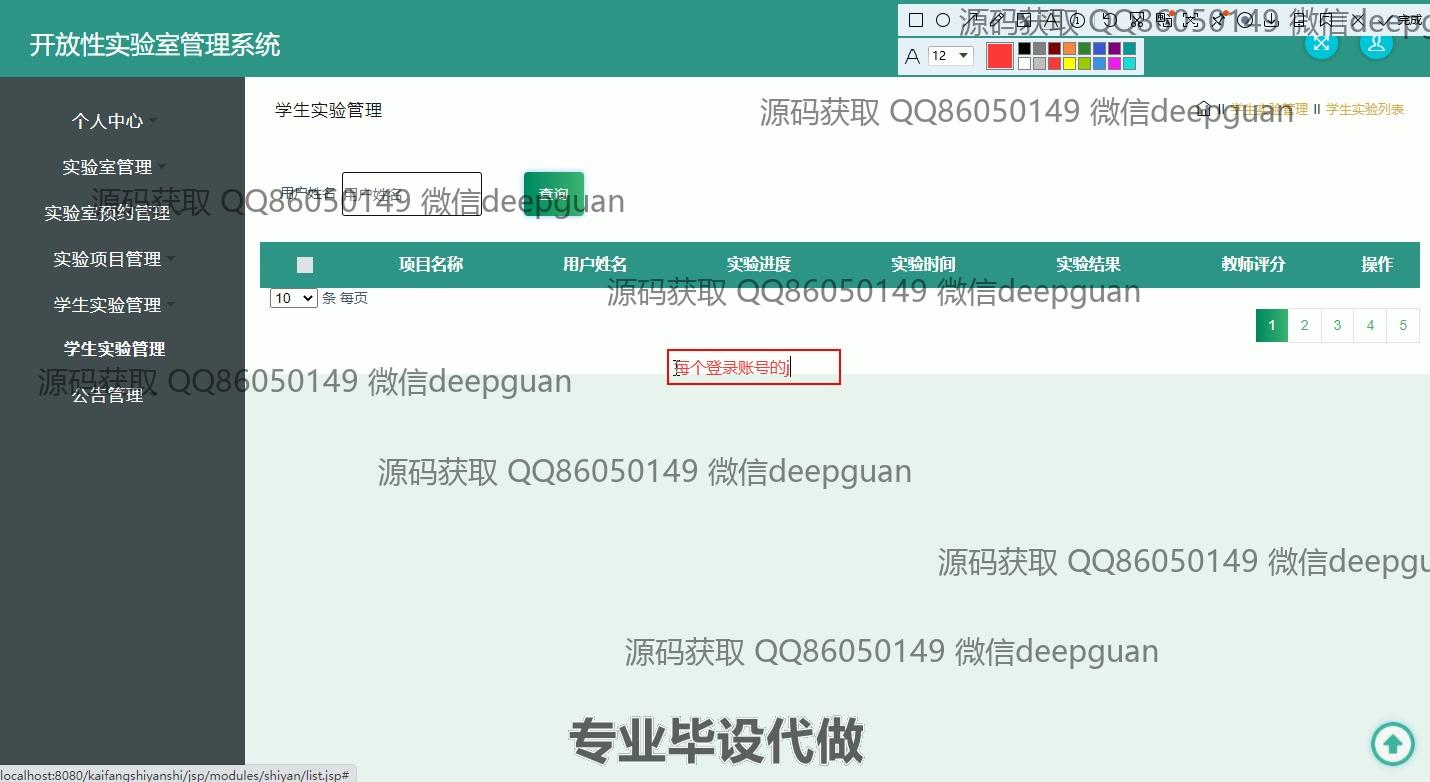 开放性实验室管理系统
源码获取 QQ86050149 微信deepguan
完成
A 12
个人中心
实验室管理
实验室预约管理
实验项目管理
学生实验管理
学生实验管理
公告管理
学生实验管理
源码获取 QQ86050149 微信deepguan
学生实验管理 II 学生实验列表
用户姓名 用户姓名 查询
源码获取 QQ86050149 微信deepguan
项目名称 用户姓名 实验进度 实验时间 实验结果 教师评分 操作
10 条 每页
源码获取 QQ86050149 微信deepguan
1 2 3 4 5
每个登录账号的j
源码获取 QQ86050149 微信deepguan
源码获取 QQ86050149 微信deepguan
源码获取 QQ86050149 微信deepgu
源码获取 QQ86050149 微信deepguan
专业毕设代做
localhost:8080/kaifangshiyanshi/jsp/modules/shiyan/list.jsp#